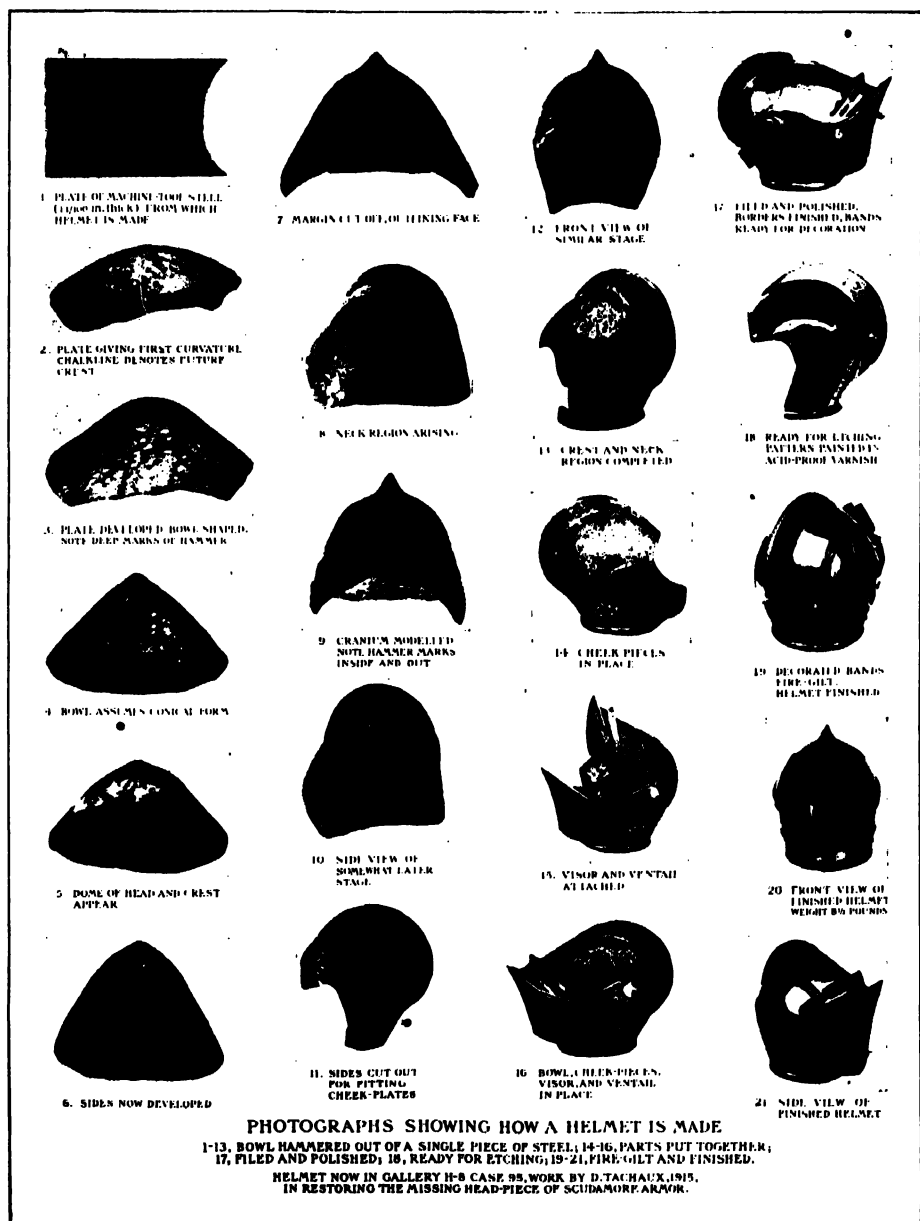 1 PLATE OF MACHINE-TOOL STEEL
THICK) FROM WHICH
HELMET IS MADE
2. PLATE GIVING FIRST CURVATURE
CHALKLINE DENOTES FUTURE
CREST
3. PLATE DEVELOPED, BOWL SHAPED,
NOTE DEEP MARKS OF HAMMER
4 BOWL ASSUMES CONICAL FORM
5 DOME OF HEAD AND CREST
APPEAR
6. SIDES NOW DEVELOPED
7 MARGIN CUT OFF, OUTLINING FACE
8 NECK REGION ARISING
9 CRANIUM MODELLED
NOTE HAMMER MARKS
INSIDE AND OUT
10 SIDE VIEW OF
SOMEWHAT LATER
STAGE
11. SIDES CUT OUT
FOR FITTING
CHEEK-PLATES
12 FRONT VIEW OF
SIMILAR STAGE
13 CREST AND NECK
REGION COMPLETED
14 CHEEK PIECES
IN PLACE
15. VISOR AND VENTAIL
ATTACHED
16 BOWL, CHEEK-PIECES,
VISOR, AND VENTAIL
IN PLACE
17 FILED AND POLISHED,
BORDERS FINISHED, BANDS
READY FOR DECORATION
18 READY FOR ETCHING
PATTERN PAINTED IN
ACID-PROOF VARNISH
19 DECORATED BANDS
FIRE-GILT.
HELMET FINISHED
20 FRONT VIEW OF
FINISHED HELMET
WEIGHT 8½ POUNDS
21 SIDE VIEW OF
FINISHED HELMET
PHOTOGRAPHS SHOWING HOW A HELMET IS MADE
1-13, BOWL HAMMERED OUT OF A SINGLE PIECE OF STEEL; 14-16, PARTS PUT TOGETHER;
17, FILED AND POLISHED; 18, READY FOR ETCHING; 19-21, FIRE-GILT AND FINISHED.
HELMET NOW IN GALLERY H-8 CASE 95, WORK BY D. TACHAUX, 1915,
IN RESTORING THE MISSING HEAD-PIECE OF SCUDAMORE ARMOR.